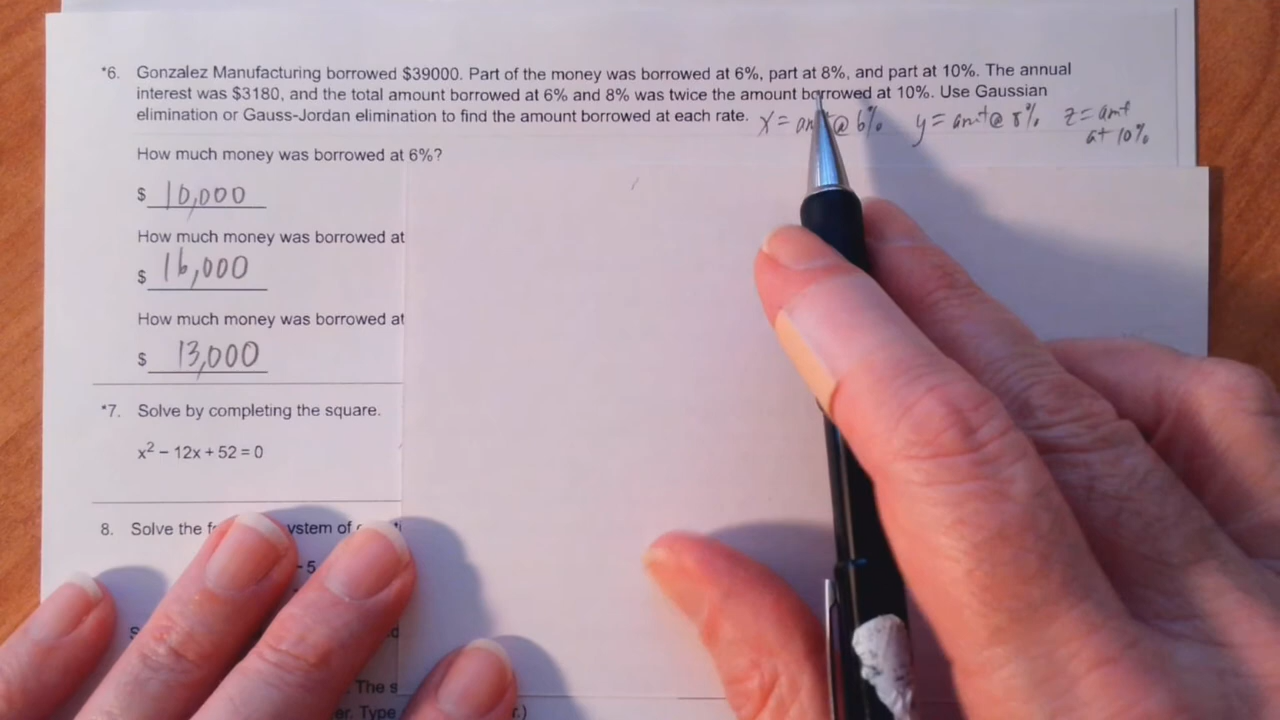 *6. Gonzalez Manufacturing borrowed $39000. Part of the money was borrowed at 6%, part at 8%, and part at 10%. The annual
interest was $3180, and the total amount borrowed at 6% and 8% was twice the amount borrowed at 10%. Use Gaussian
elimination or Gauss-Jordan elimination to find the amount borrowed at each rate.
x = amt @ 6% y = amt @ 8% z = amt
at 10%
How much money was borrowed at 6%?
$ 10,000
How much money was borrowed at
$ 16,000
How much money was borrowed at
$ 13,000
*7. Solve by completing the square.
x² − 12x + 52 = 0
8. Solve the ystem of
- 5
. The s
er. Type r.)